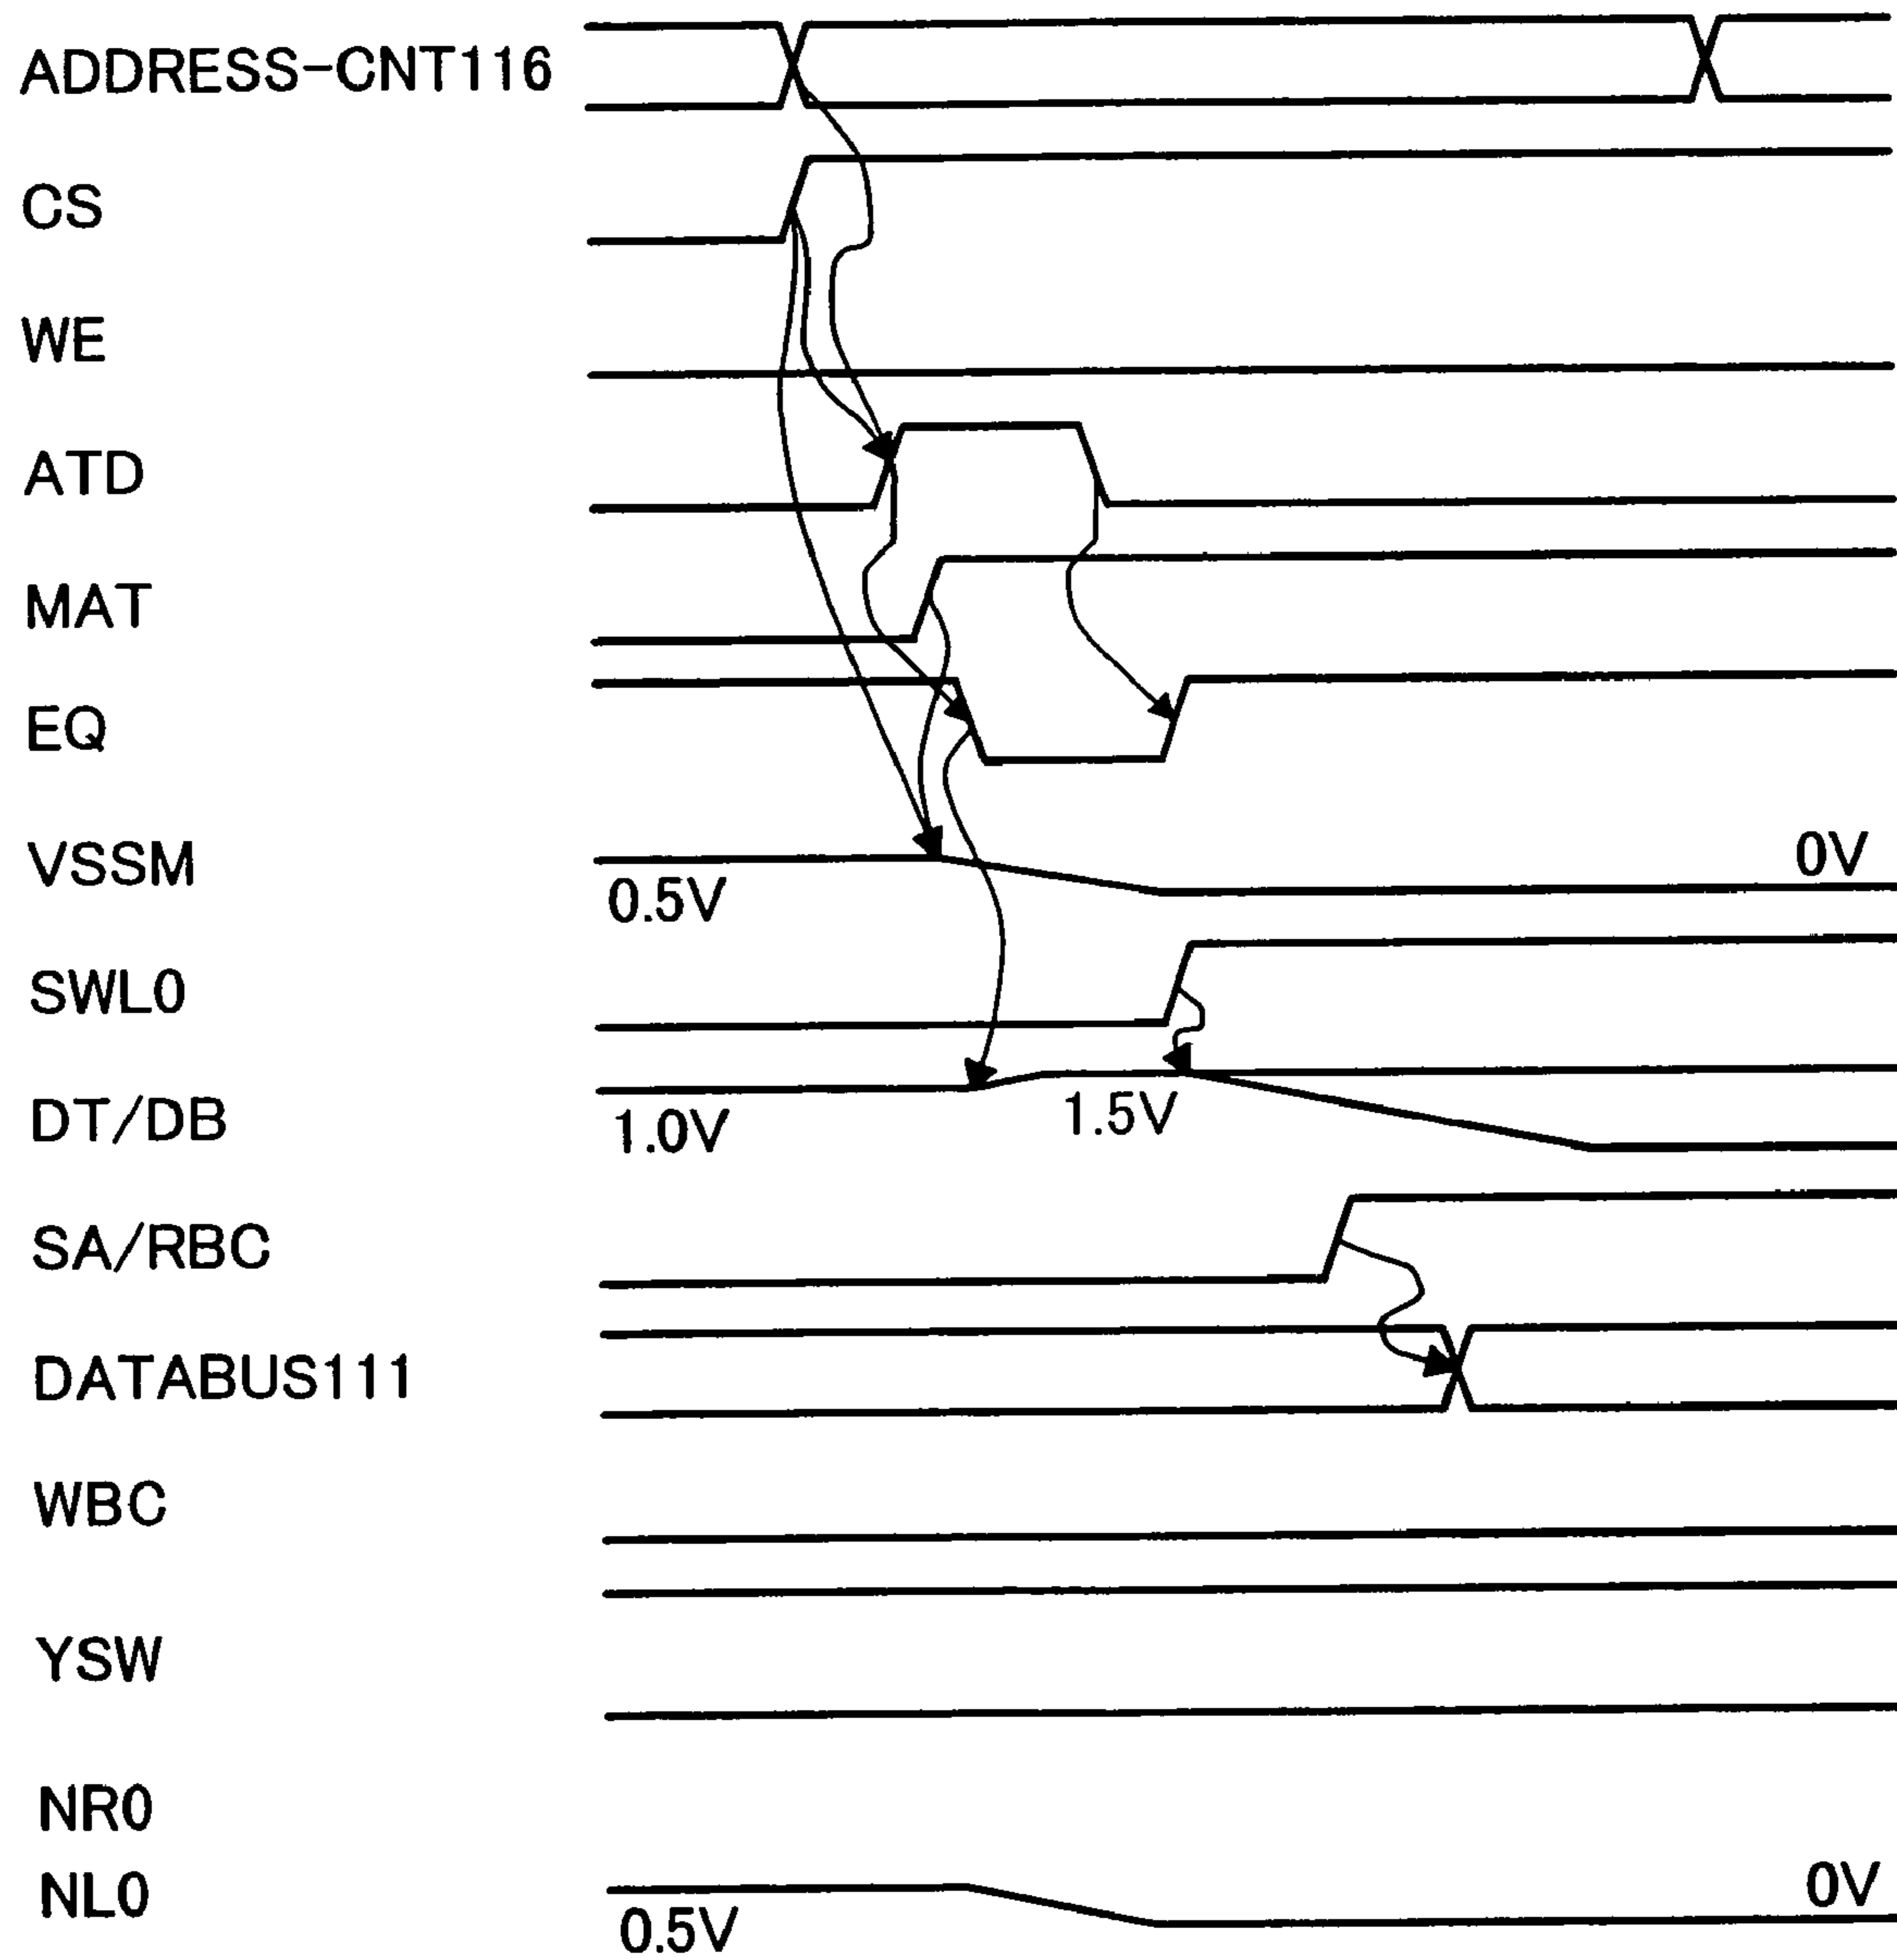 ADDRESS-CNT116
CS
WE
ATD
MAT
EQ
VSSM
0.5V
0V
SWL0
DT/DB
1.0V
1.5V
SA/RBC
DATABUS111
WBC
YSW
NR0
NL0
0.5V
0V